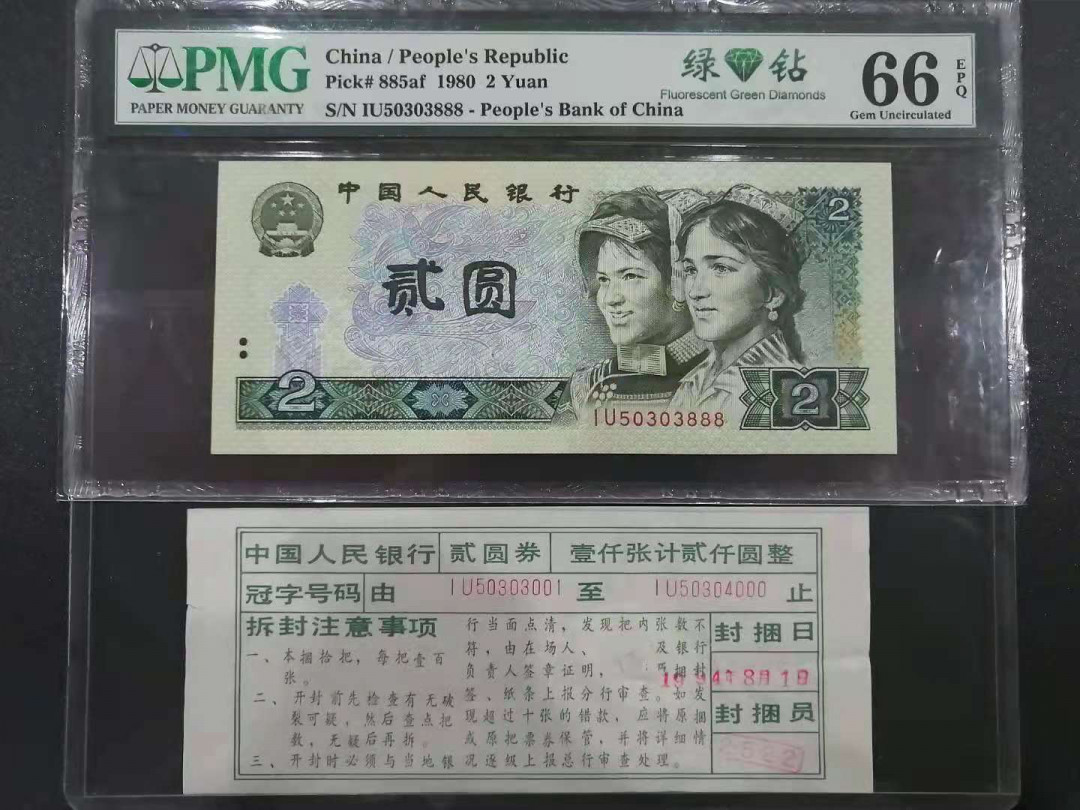 PMG
PAPER MONEY GUARANTY
China / People's Republic
Pick# 885af 1980 2 Yuan
S/N IU50303888 - People's Bank of China
绿 钻
Fluorescent Green Diamonds
66
EPQ
Gem Uncirculated
中国人民银行
2
贰圆
2
2
IU50303888
中国人民银行 贰圆券 壹仟张计贰仟圆整
冠字号码 由 IU50303001 至 IU50304000 止
拆封注意事项
一、本捆拾把，每把壹百
张。
二、开封前先检查有无破
裂可疑，然后查点把
数，无疑后再拆。
三、开封时必须与当地银
行当面点清，发现把内张数不
符，由在场人、 及银行
负责人签章证明， 捆封
签、纸条上报分行审查。如发
现超过十张的错款，应将原捆
或原把票券保管，并将详细情
况逐级上报总行审查处理。
封捆日
8月1日
封捆员
2522